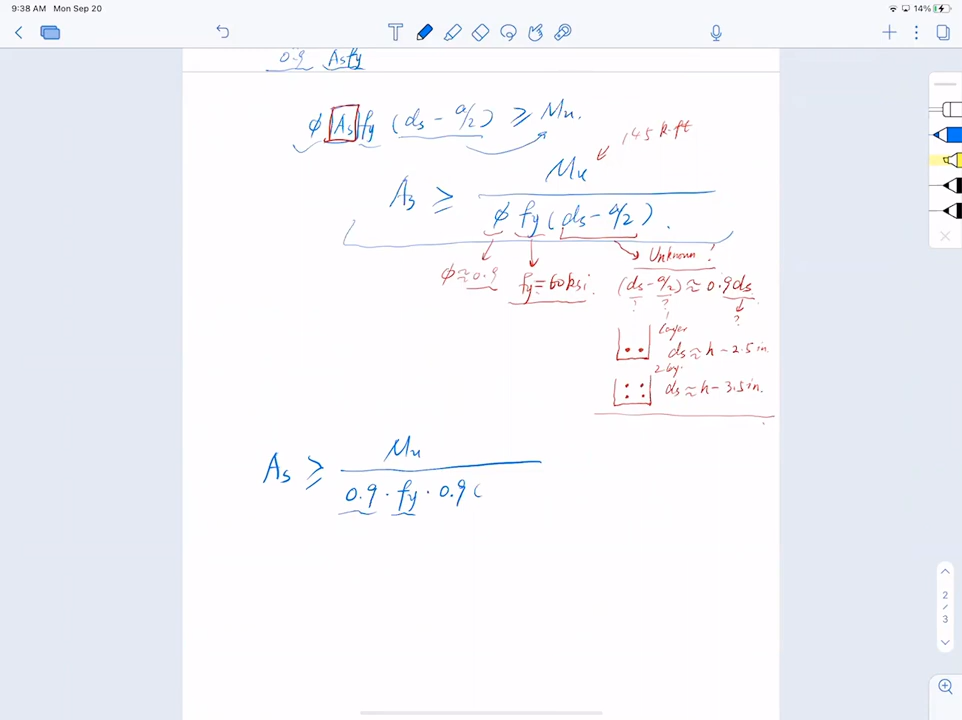 9:38 AM Mon Sep 20
14%
0.9 Asfy
ϕ As fy (ds - a/2) ≥ Mu.
145 k·ft
As ≥ Mu / ϕ fy (ds - a/2).
Unknown!
ϕ ≈ 0.9
fy = 60ksi.
(ds - a/2) ≈ 0.9ds
? ? ?
1 layer
ds ≈ h - 2.5 in.
2 lay.
ds ≈ h - 3.5 in.
As ≥ Mu / 0.9 · fy · 0.9 (
2
/
3